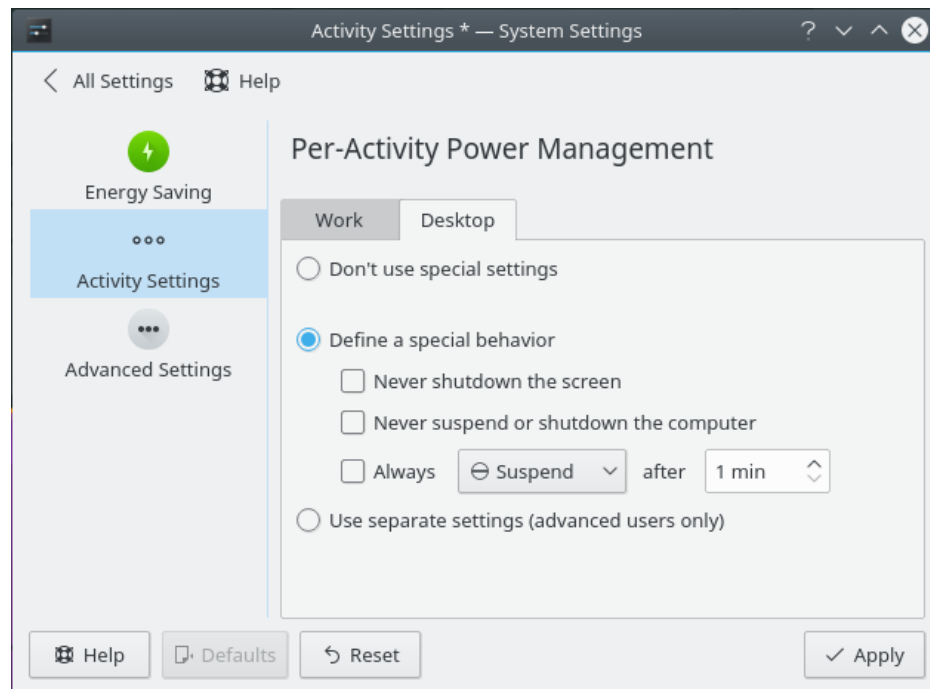 Activity Settings * — System Settings
All Settings Help
Per-Activity Power Management
Energy Saving
Work Desktop
Activity Settings
Don't use special settings
Define a special behavior
Advanced Settings
Never shutdown the screen
Never suspend or shutdown the computer
Always Suspend after 1 min
Use separate settings (advanced users only)
Help Defaults Reset Apply